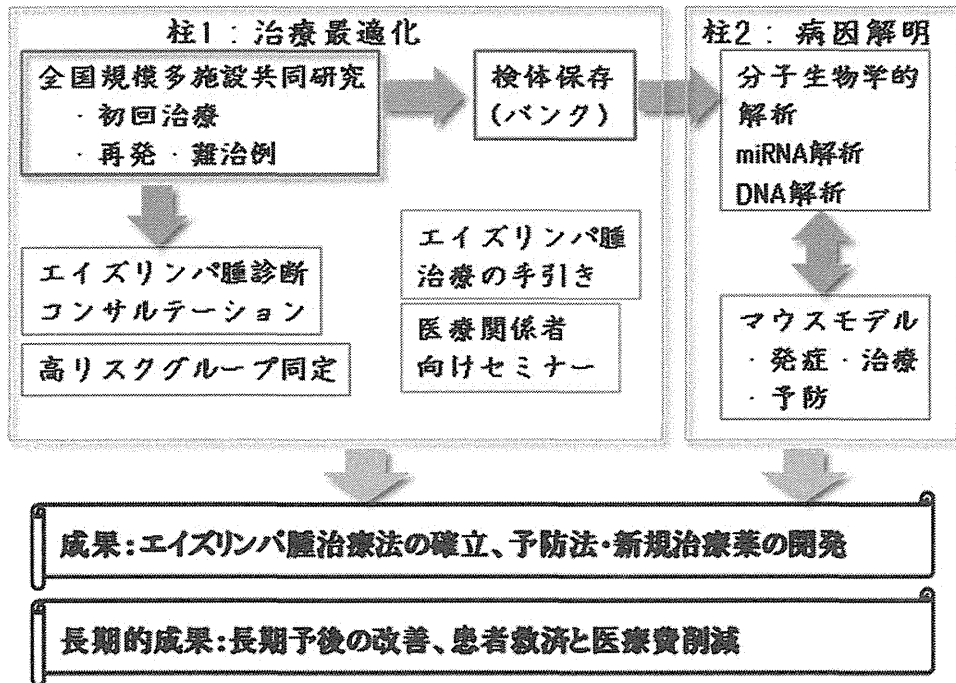 柱1：治療最適化
全国規模多施設共同研究
・初回治療
・再発・難治例
検体保存
(バンク)
エイズリンパ腫診断
コンサルテーション
高リスクグループ同定
エイズリンパ腫
治療の手引き
医療関係者
向けセミナー
柱2：病因解明
分子生物学的
解析
miRNA解析
DNA解析
マウスモデル
・発症・治療
・予防
成果：エイズリンパ腫治療法の確立、予防法・新規治療薬の開発
長期的成果：長期予後の改善、患者救済と医療費削減